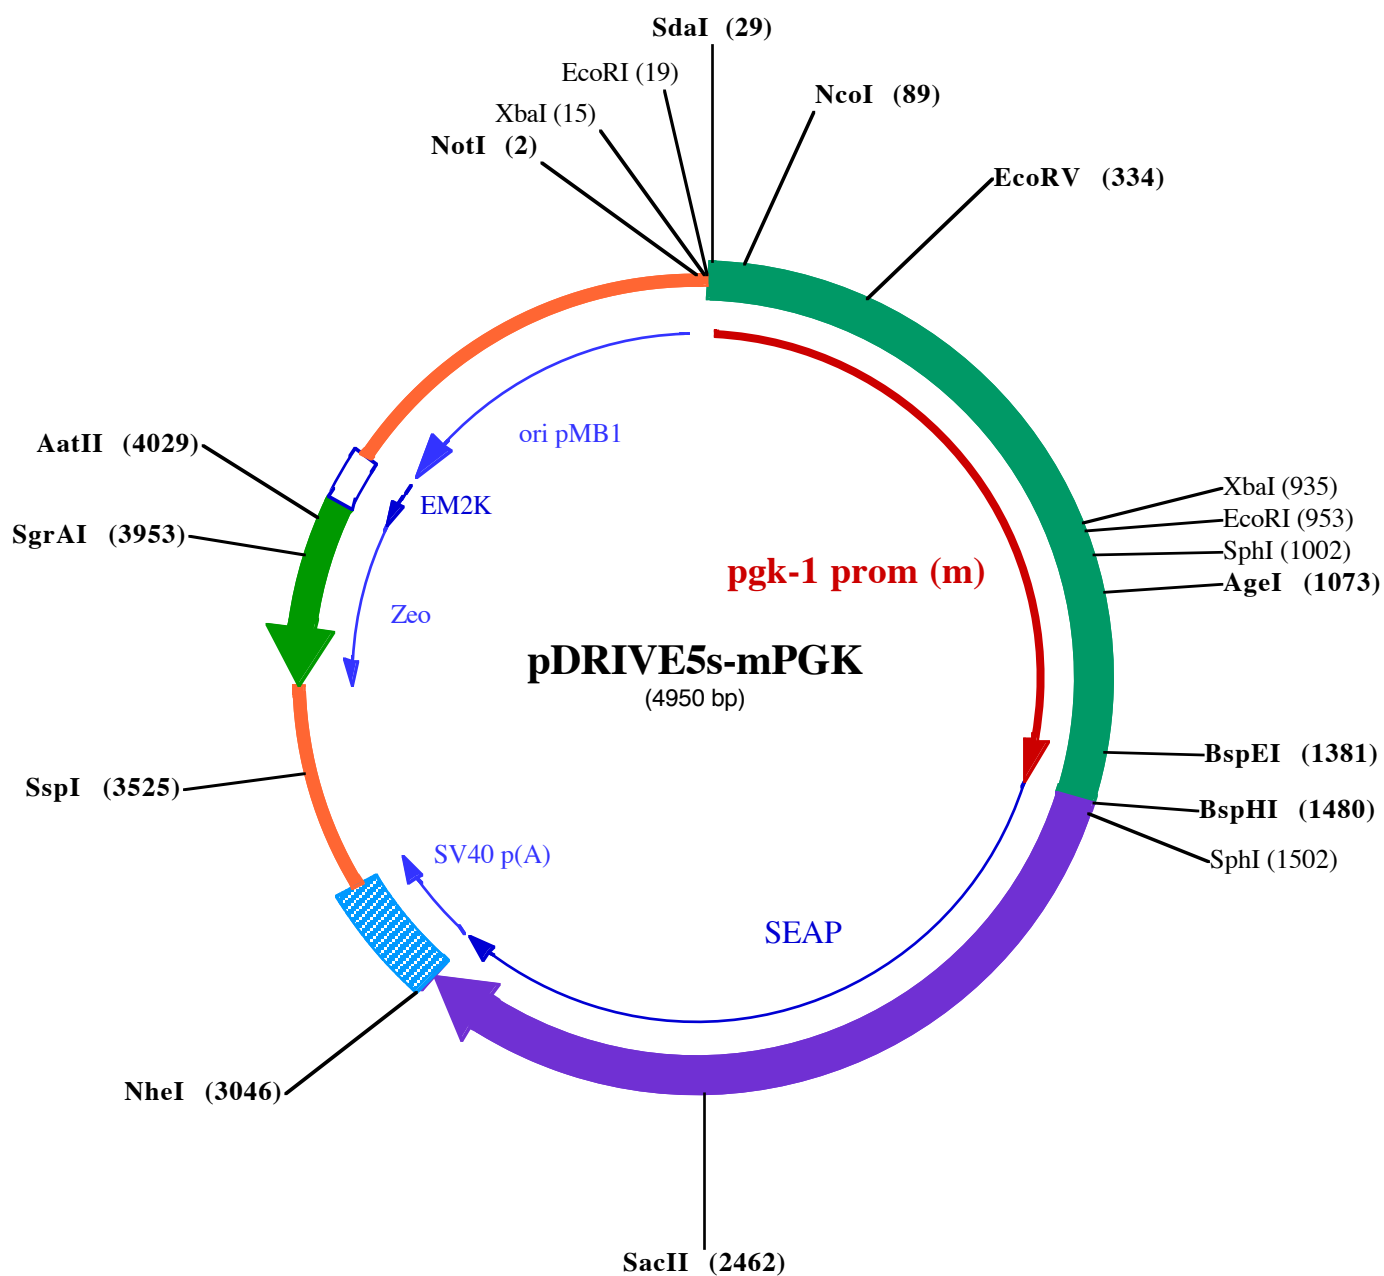 SdaI (29)
EcoRI (19)
NcoI (89)
XbaI (15)
NotI (2)
EcoRV (334)
ori pMB1
AatII (4029)
XbaI (935)
EM2K
EcoRI (953)
SgrAI (3953)
SphI (1002)
pgk-1 prom (m)
AgeI (1073)
Zeo
pDRIVE5s-mPGK
(4950 bp)
BspEI (1381)
SspI (3525)
BspHI (1480)
SV40 p(A)
SphI (1502)
SEAP
NheI (3046)
SacII (2462)